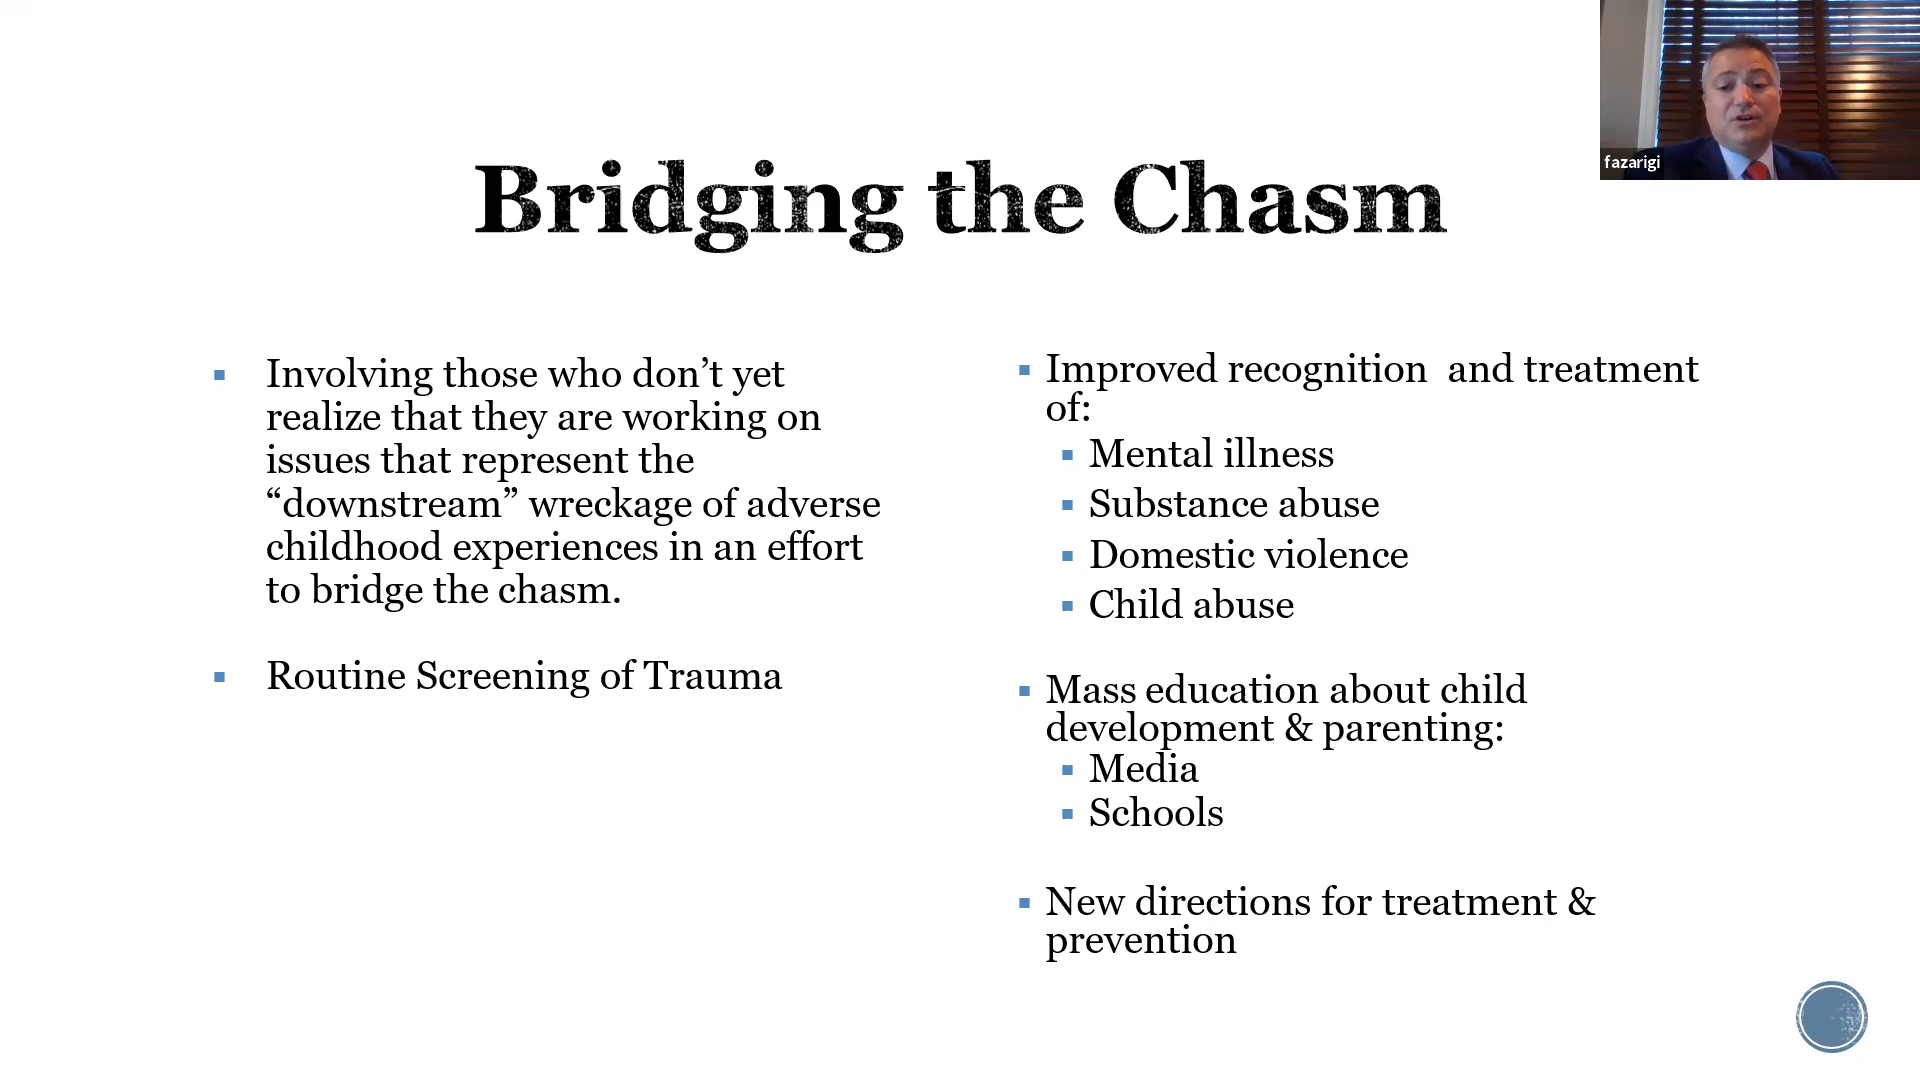 fazarigi
Bridging the Chasm
Involving those who don’t yet
realize that they are working on
issues that represent the
“downstream” wreckage of adverse
childhood experiences in an effort
to bridge the chasm.
Routine Screening of Trauma
Improved recognition  and treatment
of:
Mental illness
Substance abuse
Domestic violence
Child abuse
Mass education about child
development & parenting:
Media
Schools
New directions for treatment &
prevention